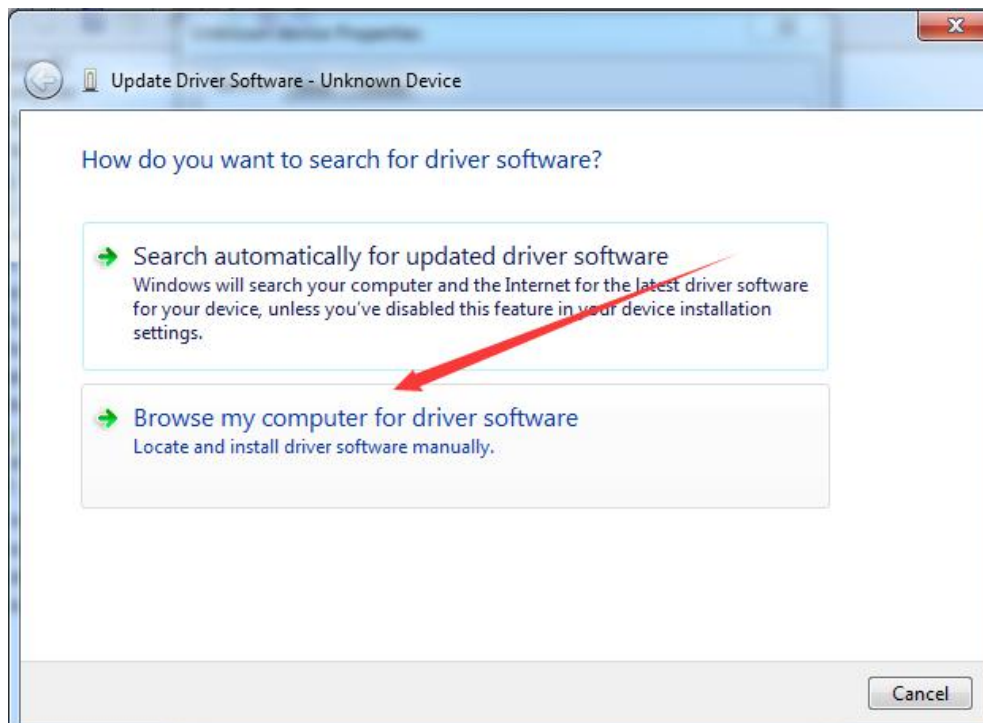 Update Driver Software - Unknown Device
How do you want to search for driver software?
Search automatically for updated driver software
Windows will search your computer and the Internet for the latest driver software
for your device, unless you've disabled this feature in your device installation
settings.
Browse my computer for driver software
Locate and install driver software manually.
Cancel